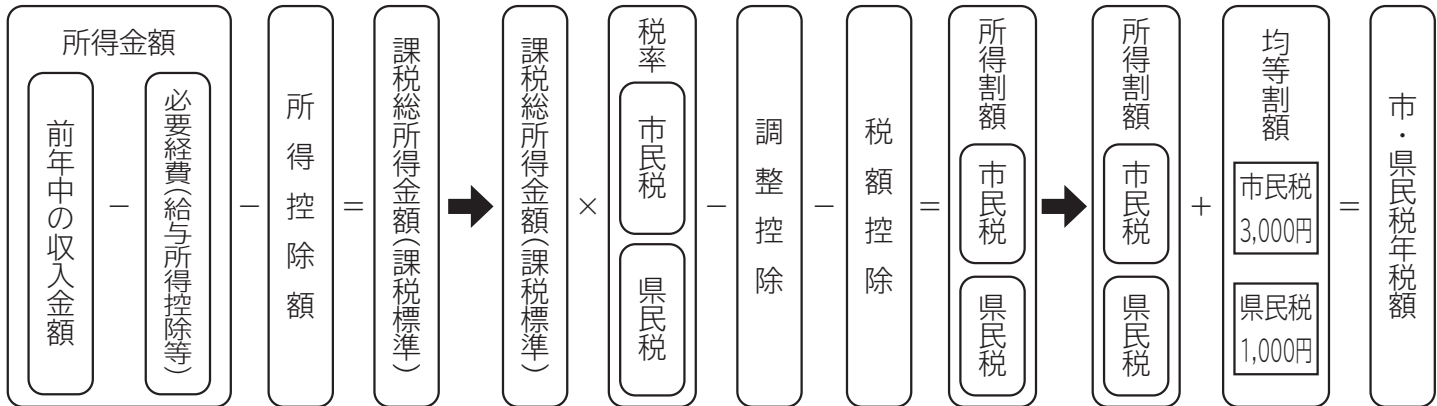 所得金額
前年中の収入金額
−
必要経費(給与所得控除等)
−
所得控除額
=
課税総所得金額(課税標準)
課税総所得金額(課税標準)
×
税率
市民税
県民税
−
調整控除
−
税額控除
=
所得割額
市民税
県民税
所得割額
市民税
県民税
+
均等割額
市民税
3,000円
県民税
1,000円
=
市・県民税年税額